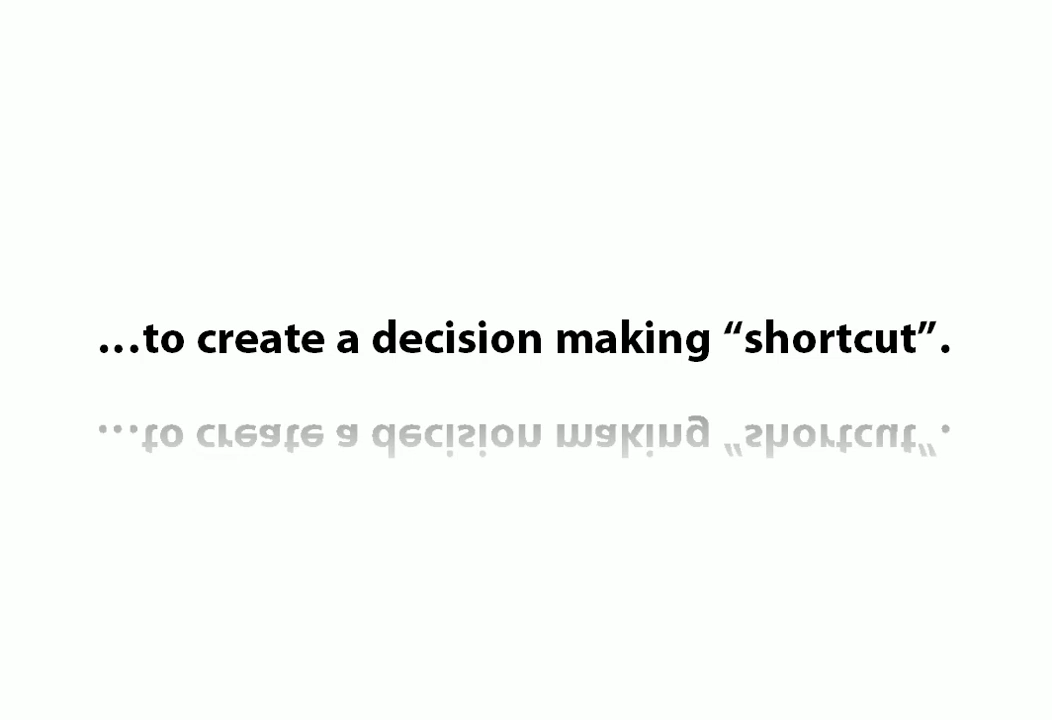 …to create a decision making “shortcut”.